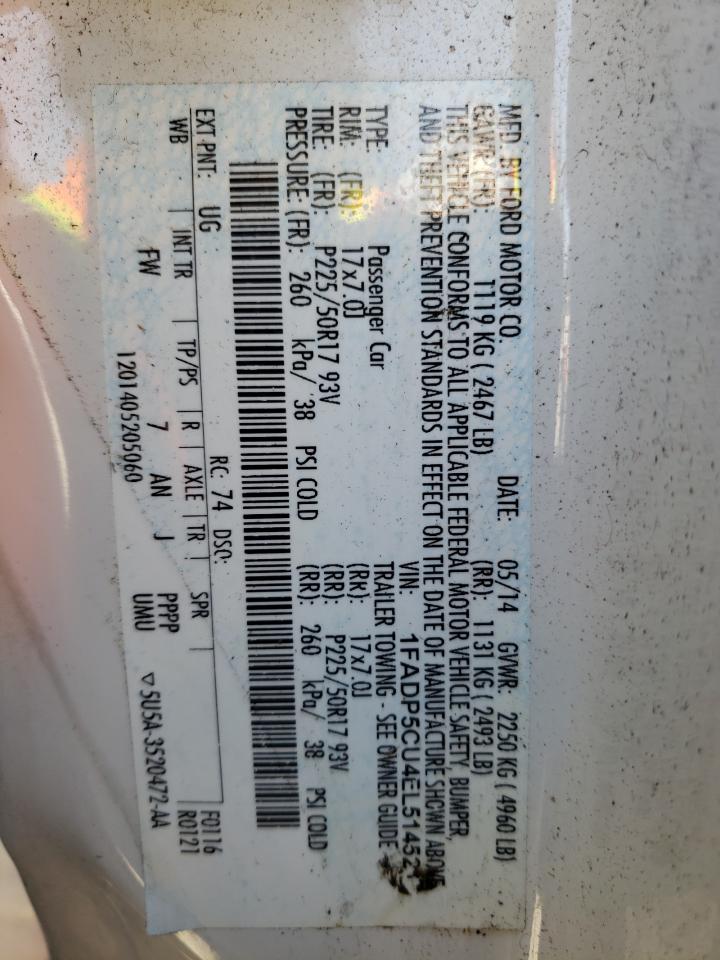 MFD. BY FORD MOTOR CO. DATE: 05/14 GVWR: 2250 KG ( 4960 LB)
GAWR (FR): 1119 KG ( 2467 LB) (RR): 1131 KG ( 2493 LB)
THIS VEHICLE CONFORMS TO ALL APPLICABLE FEDERAL MOTOR VEHICLE SAFETY, BUMPER,
AND THEFT PREVENTION STANDARDS IN EFFECT ON THE DATE OF MANUFACTURE SHOWN ABOVE
VIN: 1FADP5CU4EL51452
TYPE: Passenger Car TRAILER TOWING - SEE OWNER GUIDE
RIM: (FR): 17x7.0J (RR): 17x7.0J
TIRE: (FR): P225/50R17 93V (RR): P225/50R17 93V
PRESSURE (FR): 260 kPa/ 38 PSI COLD (RR): 260 kPa/ 38 PSI COLD
RC: 74 DSO: F0116
EXT PNT: UG R0121
WB | INT TR | TP/PS | R | AXLE | TR | SPR |
FW 7 AN J PPPP
UMU ▽5U5A-3520472-AA
1201405205060